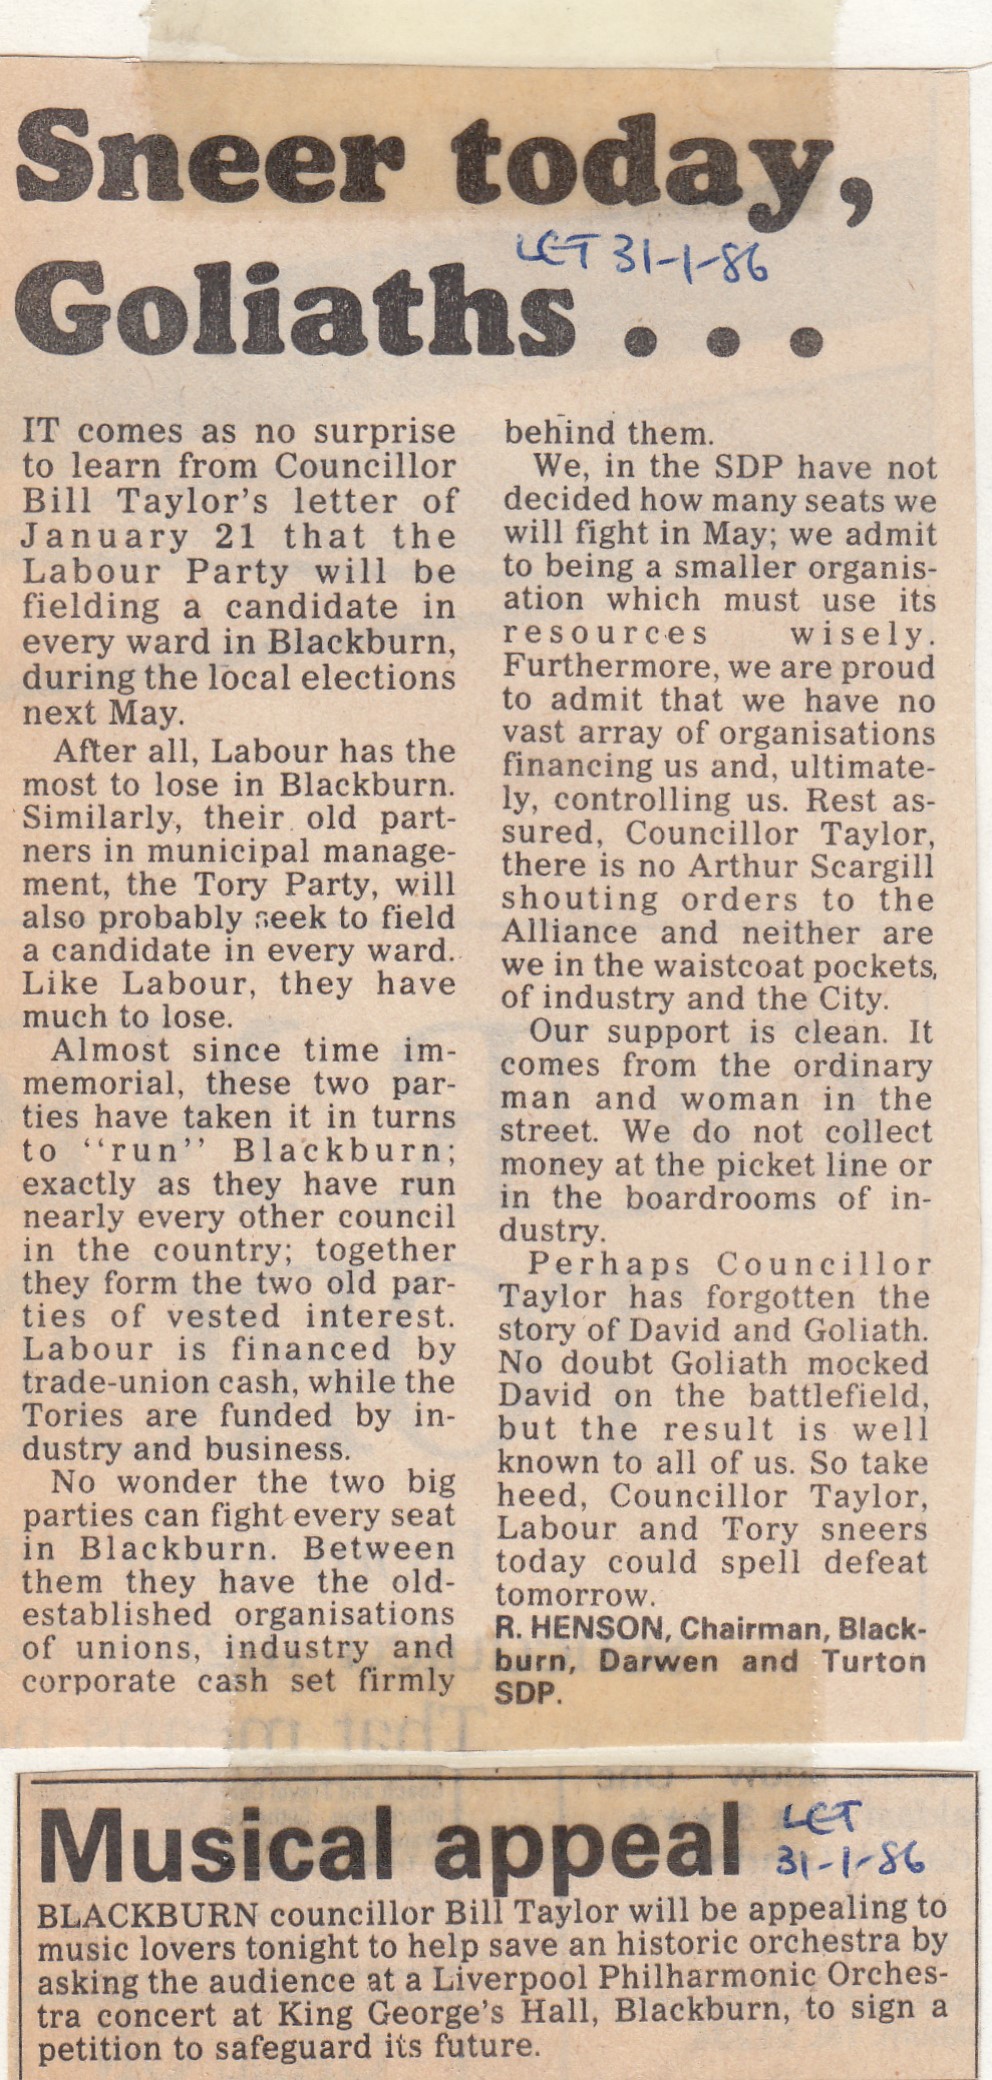 Sneer today,
LET 31-1-86
Goliaths . . .
IT comes as no surprise
to learn from Councillor
Bill Taylor's letter of
January 21 that the
Labour Party will be
fielding a candidate in
every ward in Blackburn,
during the local elections
next May.
After all, Labour has the
most to lose in Blackburn.
Similarly, their old part-
ners in municipal manage-
ment, the Tory Party, will
also probably seek to field
a candidate in every ward.
Like Labour, they have
much to lose.
Almost since time im-
memorial, these two par-
ties have taken it in turns
to "run" Blackburn;
exactly as they have run
nearly every other council
in the country; together
they form the two old par-
ties of vested interest.
Labour is financed by
trade-union cash, while the
Tories are funded by in-
dustry and business.
No wonder the two big
parties can fight every seat
in Blackburn. Between
them they have the old-
established organisations
of unions, industry and
corporate cash set firmly
behind them.
We, in the SDP have not
decided how many seats we
will fight in May; we admit
to being a smaller organis-
ation which must use its
resources wisely.
Furthermore, we are proud
to admit that we have no
vast array of organisations
financing us and, ultimate-
ly, controlling us. Rest as-
sured, Councillor Taylor,
there is no Arthur Scargill
shouting orders to the
Alliance and neither are
we in the waistcoat pockets,
of industry and the City.
Our support is clean. It
comes from the ordinary
man and woman in the
street. We do not collect
money at the picket line or
in the boardrooms of in-
dustry.
Perhaps Councillor
Taylor has forgotten the
story of David and Goliath.
No doubt Goliath mocked
David on the battlefield,
but the result is well
known to all of us. So take
heed, Councillor Taylor,
Labour and Tory sneers
today could spell defeat
tomorrow.
R. HENSON, Chairman, Black-
burn, Darwen and Turton
SDP.
Musical appeal
LET
31-1-86
BLACKBURN councillor Bill Taylor will be appealing to
music lovers tonight to help save an historic orchestra by
asking the audience at a Liverpool Philharmonic Orches-
tra concert at King George's Hall, Blackburn, to sign a
petition to safeguard its future.